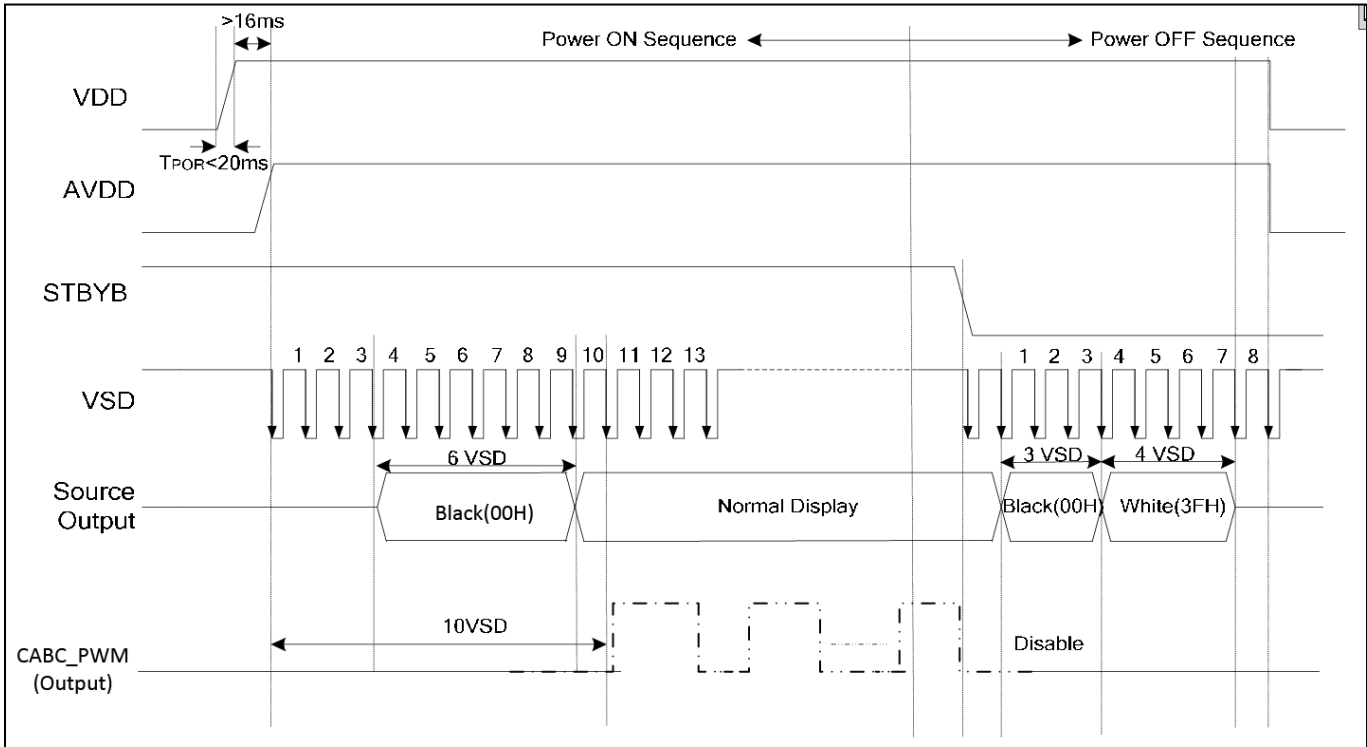 >16ms
Power ON Sequence
Power OFF Sequence
VDD
TPOR<20ms
AVDD
STBYB
1 2 3 4 5 6 7 8 9 10 11 12 13
1 2 3 4 5 6 7 8
VSD
6 VSD
3 VSD
4 VSD
Source
Output
Black(00H)
Normal Display
Black(00H)
White(3FH)
10VSD
Disable
CABC_PWM
(Output)